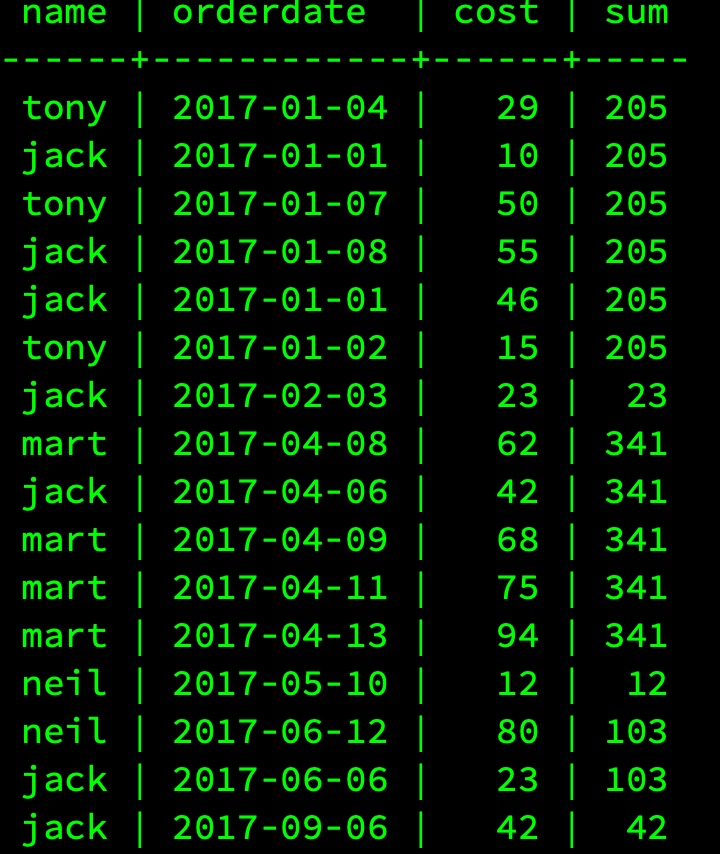 name | orderdate | cost | sum
------+------------+------+-----
tony | 2017-01-04 | 29 | 205
jack | 2017-01-01 | 10 | 205
tony | 2017-01-07 | 50 | 205
jack | 2017-01-08 | 55 | 205
jack | 2017-01-01 | 46 | 205
tony | 2017-01-02 | 15 | 205
jack | 2017-02-03 | 23 | 23
mart | 2017-04-08 | 62 | 341
jack | 2017-04-06 | 42 | 341
mart | 2017-04-09 | 68 | 341
mart | 2017-04-11 | 75 | 341
mart | 2017-04-13 | 94 | 341
neil | 2017-05-10 | 12 | 12
neil | 2017-06-12 | 80 | 103
jack | 2017-06-06 | 23 | 103
jack | 2017-09-06 | 42 | 42